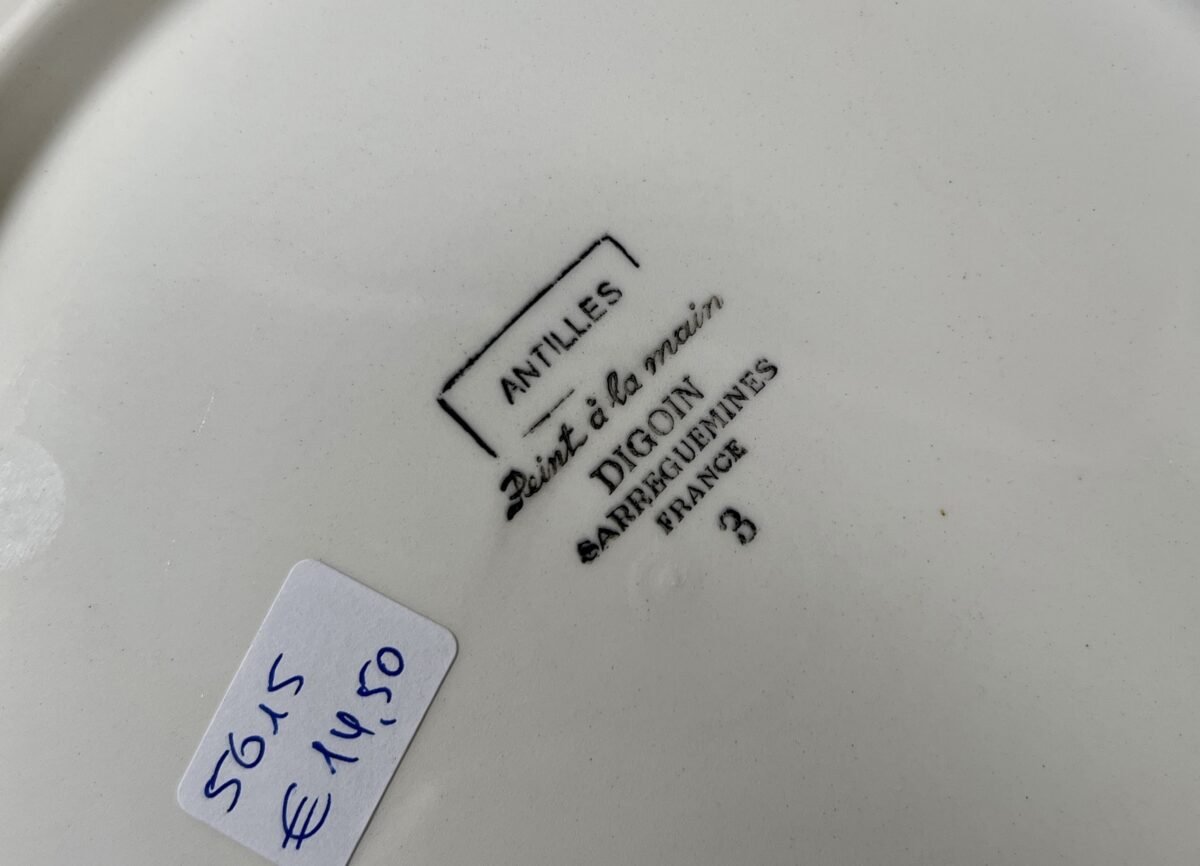 ANTILLES
Peint à la main
DIGOIN
SARREGUEMINES
FRANCE
3
5615
€ 14,50